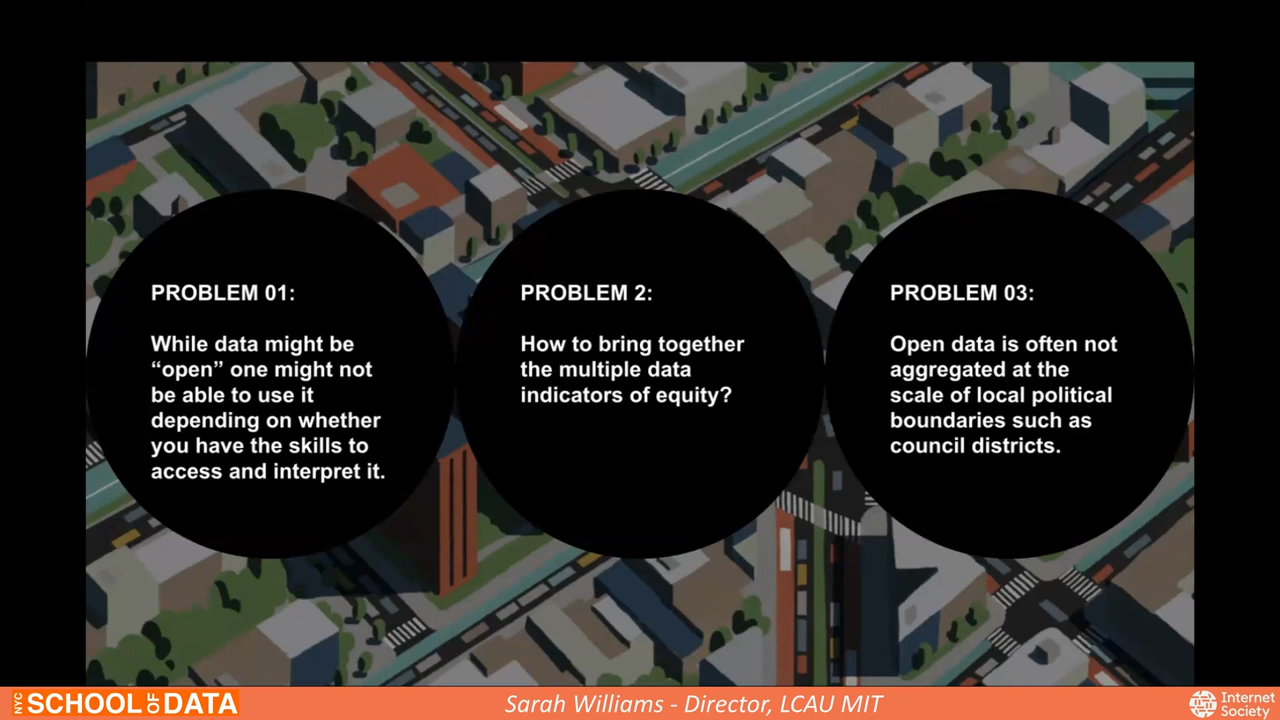 PROBLEM 01:
While data might be
“open” one might not
be able to use it
depending on whether
you have the skills to
access and interpret it.
PROBLEM 2:
How to bring together
the multiple data
indicators of equity?
PROBLEM 03:
Open data is often not
aggregated at the
scale of local political
boundaries such as
council districts.
NYC SCHOOL OF DATA
Sarah Williams - Director, LCAU MIT
Internet
Society